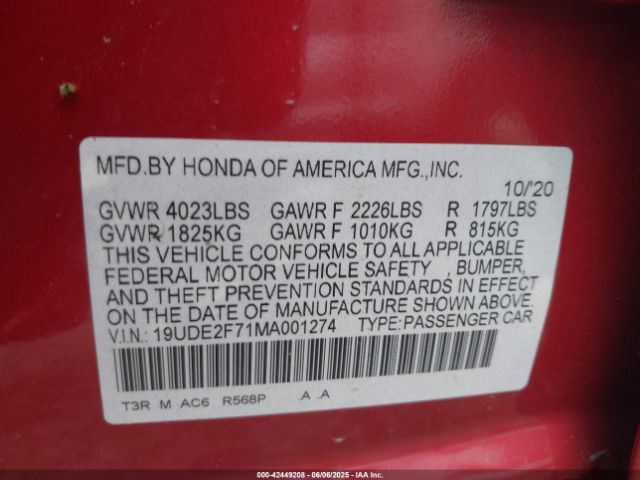 MFD.BY HONDA OF AMERICA MFG.,INC.
10/'20
GVWR 4023LBS GAWR F 2226LBS R 1797LBS
GVWR 1825KG GAWR F 1010KG R 815KG
THIS VEHICLE CONFORMS TO ALL APPLICABLE
FEDERAL MOTOR VEHICLE SAFETY , BUMPER,
AND THEFT PREVENTION STANDARDS IN EFFECT
ON THE DATE OF MANUFACTURE SHOWN ABOVE.
V.I.N.: 19UDE2F71MA001274 TYPE:PASSENGER CAR
T3R M AC6 R568P .A .A
000-42449208 - 06/06/2025 - IAAI.COM